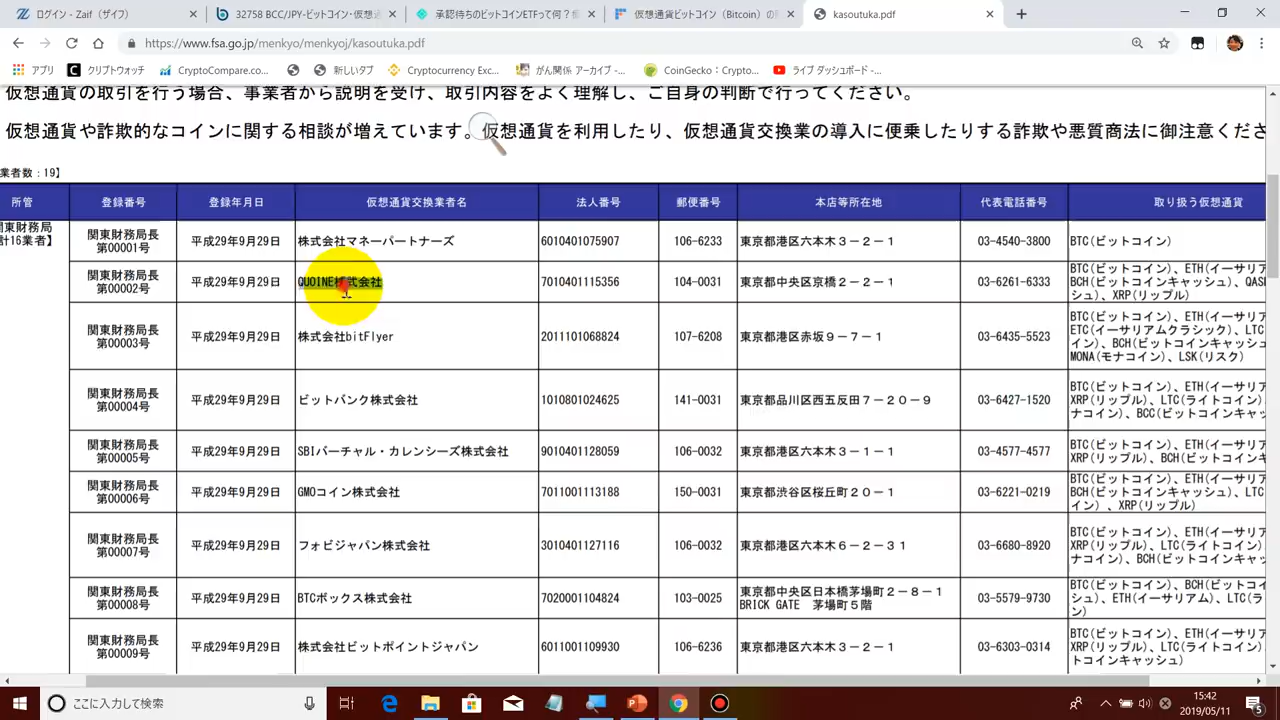 ログイン - Zaif（ザイフ）
32758 BCC/JPY-ビットコイン・仮想通
承認待ちのビットコインETFって何？仮
仮想通貨ビットコイン（Bitcoin）の
kasoutuka.pdf
https://www.fsa.go.jp/menkyo/menkyoj/kasoutuka.pdf
アプリ
クリプトウォッチ
CryptoCompare.co...
新しいタブ
Cryptocurrency Exc...
がん関係 アーカイブ -...
CoinGecko：Crypto...
ライブ ダッシュボード -...
仮想通貨の取引を行う場合、事業者から説明を受け、取引内容をよく理解し、ご自身の判断で行ってください。
仮想通貨や詐欺的なコインに関する相談が増えています。仮想通貨を利用したり、仮想通貨交換業の導入に便乗したりする詐欺や悪質商法に御注意くださ
業者数：19】
所管 登録番号 登録年月日 仮想通貨交換業者名 法人番号 郵便番号 本店等所在地 代表電話番号 取り扱う仮想通貨
関東財務局
計16業者】
関東財務局長
第00001号
平成29年9月29日 株式会社マネーパートナーズ 6010401075907 106-6233 東京都港区六本木３－２－１ 03-4540-3800 BTC(ビットコイン)
関東財務局長
第00002号
平成29年9月29日 QUOINE株式会社 7010401115356 104-0031 東京都中央区京橋２－２－１ 03-6261-6333
BTC(ビットコイン)、ETH(イーサリア
BCH(ビットコインキャッシュ)、QAS
シュ)、XRP(リップル)
関東財務局長
第00003号
平成29年9月29日 株式会社bitFlyer 2011101068824 107-6208 東京都港区赤坂９－７－１ 03-6435-5523
BTC(ビットコイン)、ETH(イーサリア
ETC(イーサリアムクラシック)、LTC
イン)、BCH(ビットコインキャッシュ
MONA(モナコイン)、LSK(リスク)
関東財務局長
第00004号
平成29年9月29日 ビットバンク株式会社 1010801024625 141-0031 東京都品川区西五反田７－２０－９ 03-6427-1520
BTC(ビットコイン)、ETH(イーサリア
XRP(リップル)、LTC(ライトコイン)
ナコイン)、BCC(ビットコインキャッ
関東財務局長
第00005号
平成29年9月29日 SBIバーチャル・カレンシーズ株式会社 9010401128059 106-0032 東京都港区六本木３－１－１ 03-4577-4577
BTC(ビットコイン)、ETH(イーサリア
XRP(リップル)、BCH(ビットコインキ
関東財務局長
第00006号
平成29年9月29日 GMOコイン株式会社 7011001113188 150-0031 東京都渋谷区桜丘町２０－１ 03-6221-0219
BTC(ビットコイン)、ETH(イーサリア
BCH(ビットコインキャッシュ)、LTC
イン) 、XRP(リップル)
関東財務局長
第00007号
平成29年9月29日 フォビジャパン株式会社 3010401127116 106-0032 東京都港区六本木６－２－３１ 03-6680-8920
BTC(ビットコイン)、ETH(イーサリア
XRP(リップル)、LTC(ライトコイン)
ナコイン)、BCH(ビットコインキャッ
関東財務局長
第00008号
平成29年9月29日 BTCボックス株式会社 7020001104824 103-0025
東京都中央区日本橋茅場町２－８－１
BRICK GATE 茅場町５階
03-5579-9730
BTC(ビットコイン)、BCH(ビットコイ
シュ)、ETH(イーサリアム)、LTC(ラ
ン)
関東財務局長
第00009号
平成29年9月29日 株式会社ビットポイントジャパン 6011001109930 106-6236 東京都港区六本木３－２－１ 03-6303-0314
BTC(ビットコイン)、ETH(イーサリア
XRP(リップル)、LTC(ライトコイン)
トコインキャッシュ)
ここに入力して検索
15:42
2019/05/11
5